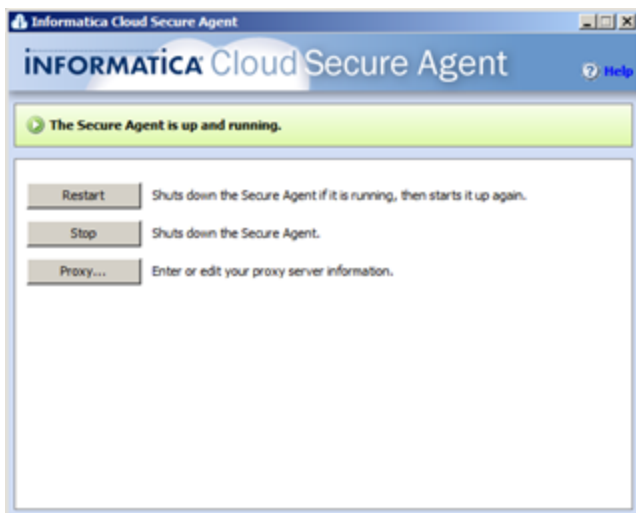 Informatica Cloud Secure Agent
INFORMATICA Cloud Secure Agent
Help
The Secure Agent is up and running.
Restart Shuts down the Secure Agent if it is running, then starts it up again.
Stop Shuts down the Secure Agent.
Proxy... Enter or edit your proxy server information.